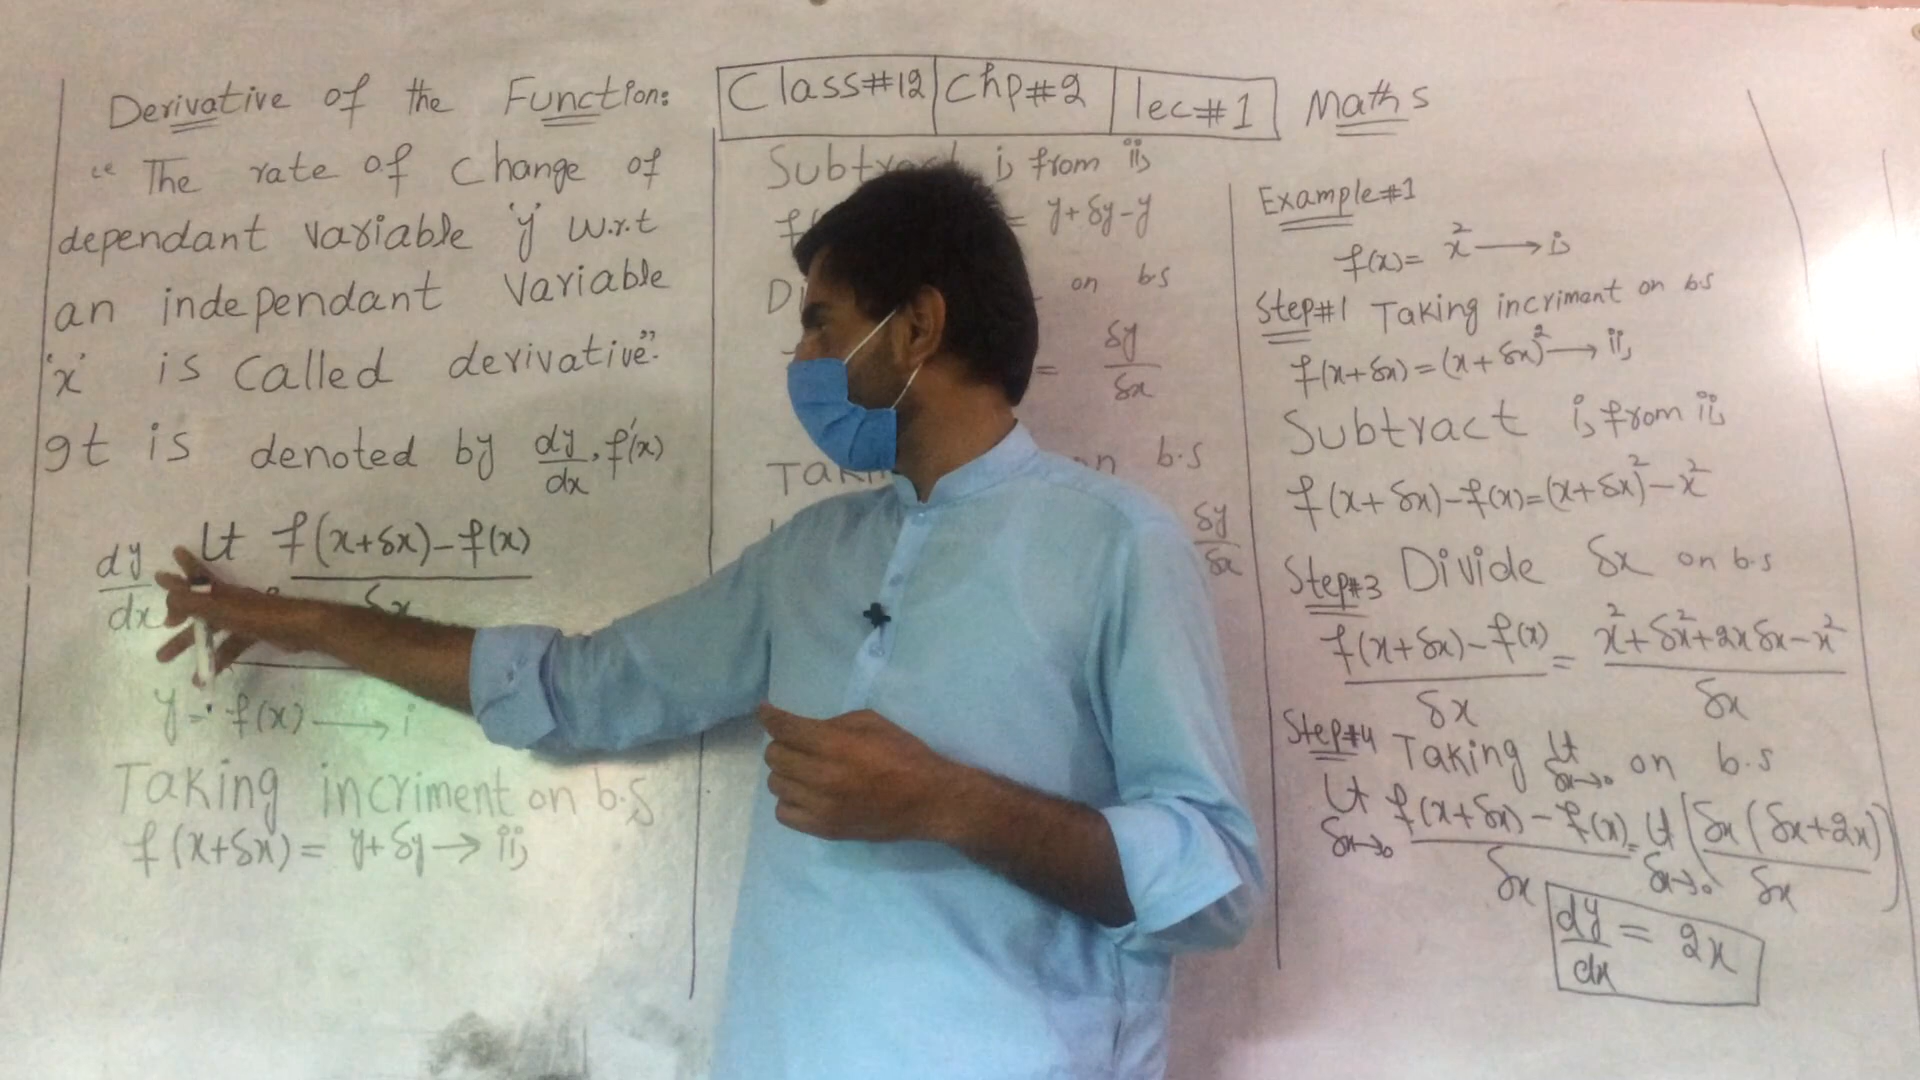 Class#12 Chp#2 lec#1 Maths
Derivative of the Function:
"The rate of change of
dependant variable 'y' w.r.t
an independant variable
'x' is called derivative".
It is denoted by dy/dx, f'(x)
dy/dx Lt f(x+δx)-f(x)
δx
y = f(x) → i
Taking incriment on b.s
f(x+δx) = y+δy → ii,
Subtract i, from ii,
= y+δy-y
on b.s
= δy/δx
on b.s
δy/δx
Example#1
f(x) = x² → i,
Step#1 Taking incriment on b.s
f(x+δx) = (x+δx)² → ii,
Subtract i, from ii,
f(x+δx)-f(x) = (x+δx)²-x²
Step#3 Divide δx on b.s
f(x+δx)-f(x)/δx = x²+δx²+2xδx-x²/δx
Step#4 Taking Lt δx→0 on b.s
Lt δx→0 f(x+δx)-f(x)/δx = Lt δx→0 (δx(δx+2x)/δx)
dy/dx = 2x